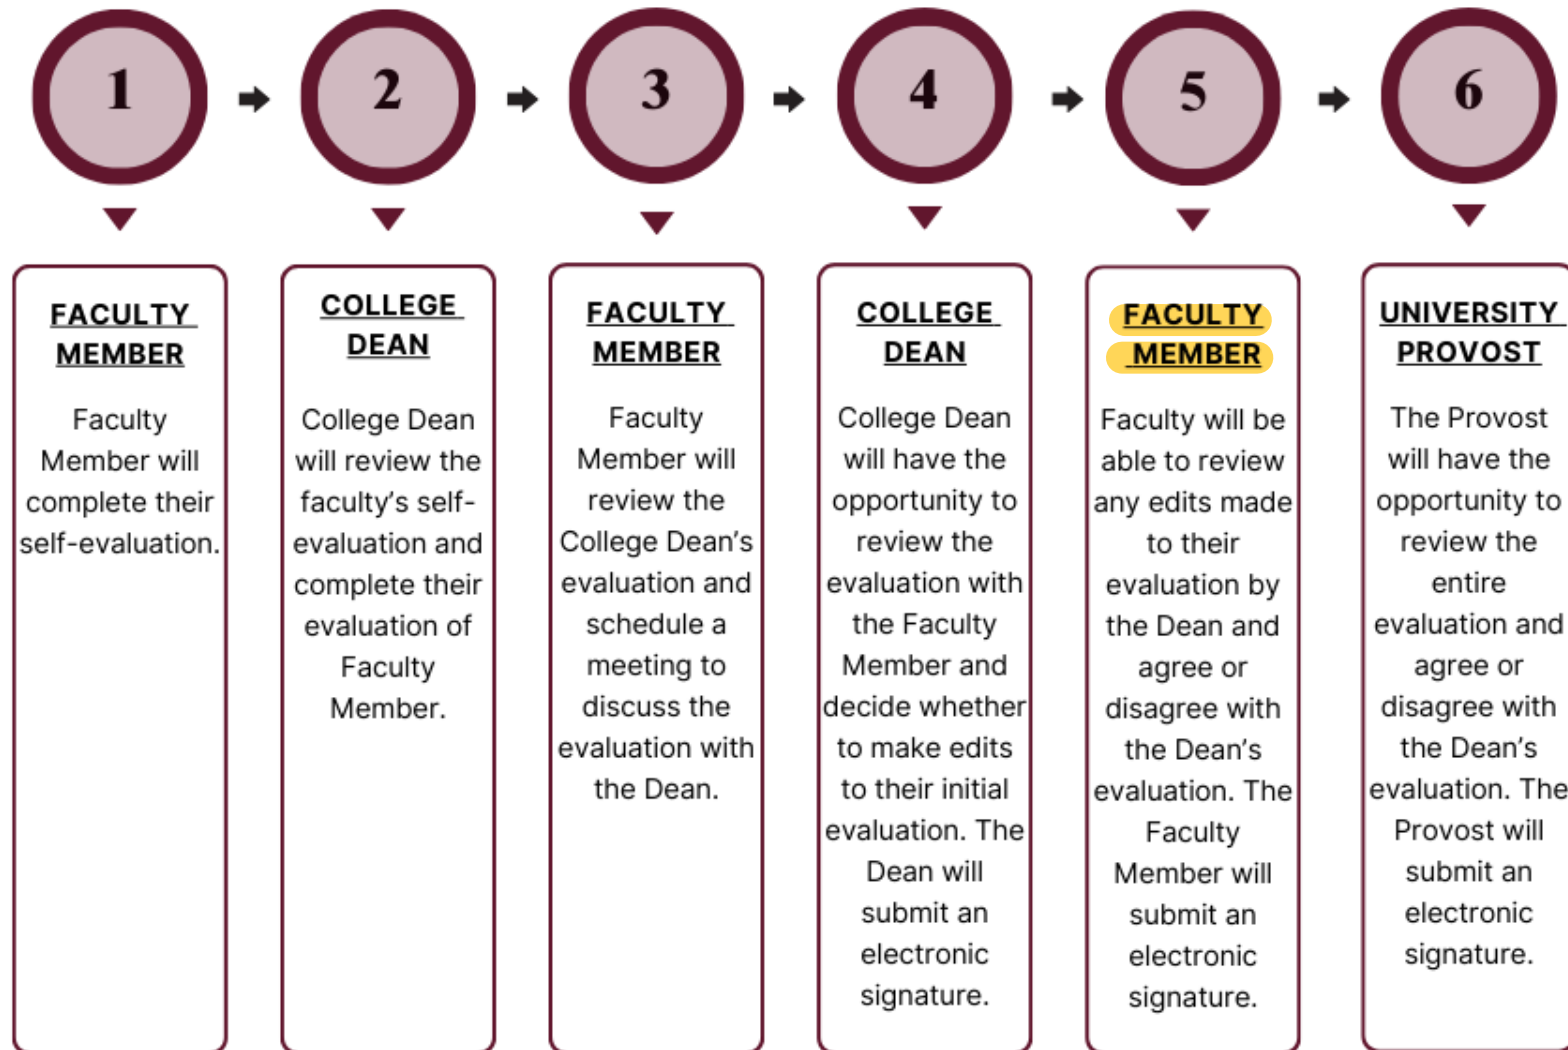 1
2
3
4
5
6
FACULTY
MEMBER
Faculty
Member will
complete their
self-evaluation.
COLLEGE
DEAN
College Dean
will review the
faculty’s self-
evaluation and
complete their
evaluation of
Faculty
Member.
FACULTY
MEMBER
Faculty
Member will
review the
College Dean’s
evaluation and
schedule a
meeting to
discuss the
evaluation with
the Dean.
COLLEGE
DEAN
College Dean
will have the
opportunity to
review the
evaluation with
the Faculty
Member and
decide whether
to make edits
to their initial
evaluation. The
Dean will
submit an
electronic
signature.
FACULTY
MEMBER
Faculty will be
able to review
any edits made
to their
evaluation by
the Dean and
agree or
disagree with
the Dean’s
evaluation. The
Faculty
Member will
submit an
electronic
signature.
UNIVERSITY
PROVOST
The Provost
will have the
opportunity to
review the
entire
evaluation and
agree or
disagree with
the Dean’s
evaluation. The
Provost will
submit an
electronic
signature.